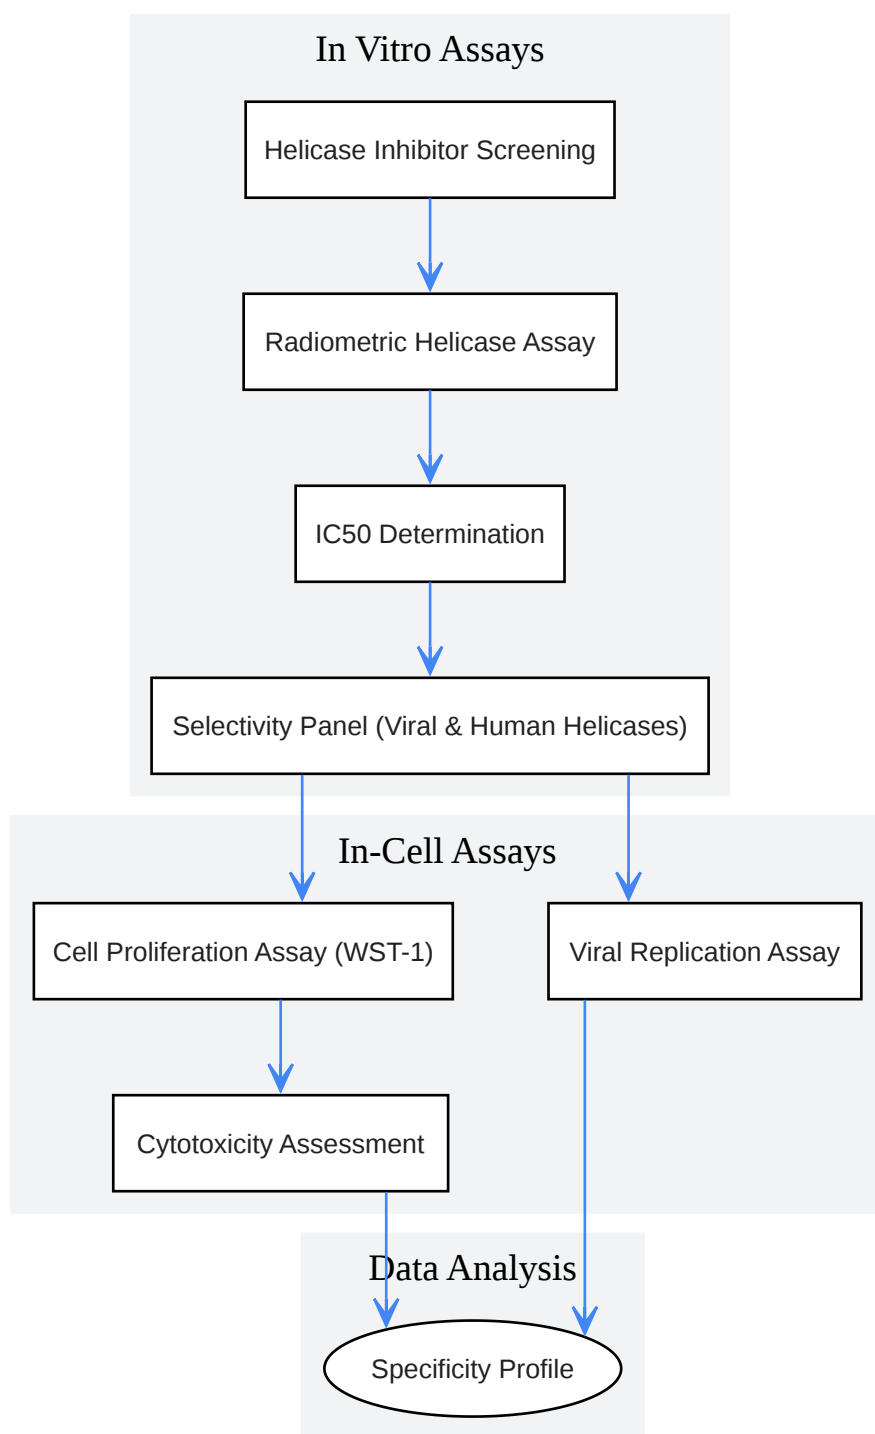 In Vitro Assays
Helicase Inhibitor Screening
Radiometric Helicase Assay
IC50 Determination
Selectivity Panel (Viral & Human Helicases)
In-Cell Assays
Cell Proliferation Assay (WST-1)
Viral Replication Assay
Cytotoxicity Assessment
Data Analysis
Specificity Profile